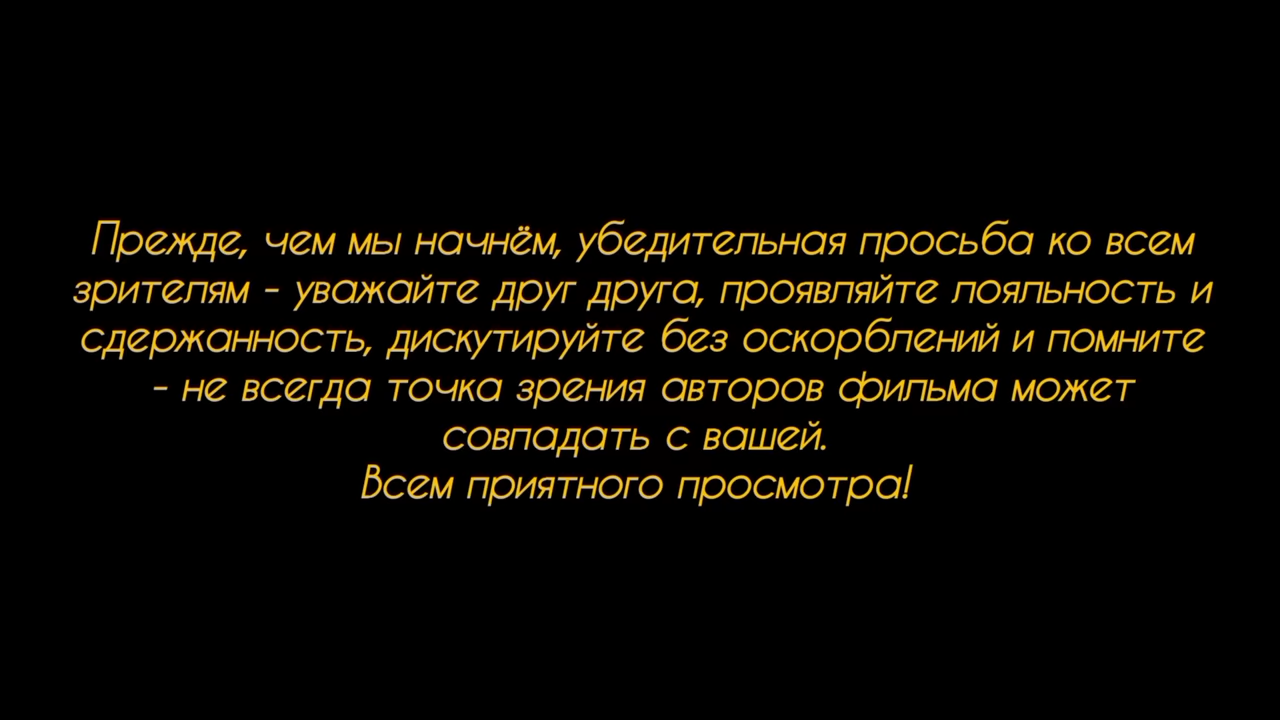 Прежде, чем мы начнём, убедительная просьба ко всем
зрителям - уважайте друг друга, проявляйте лояльность и
сдержанность, дискутируйте без оскорблений и помните
- не всегда точка зрения авторов фильма может
совпадать с вашей.
Всем приятного просмотра!